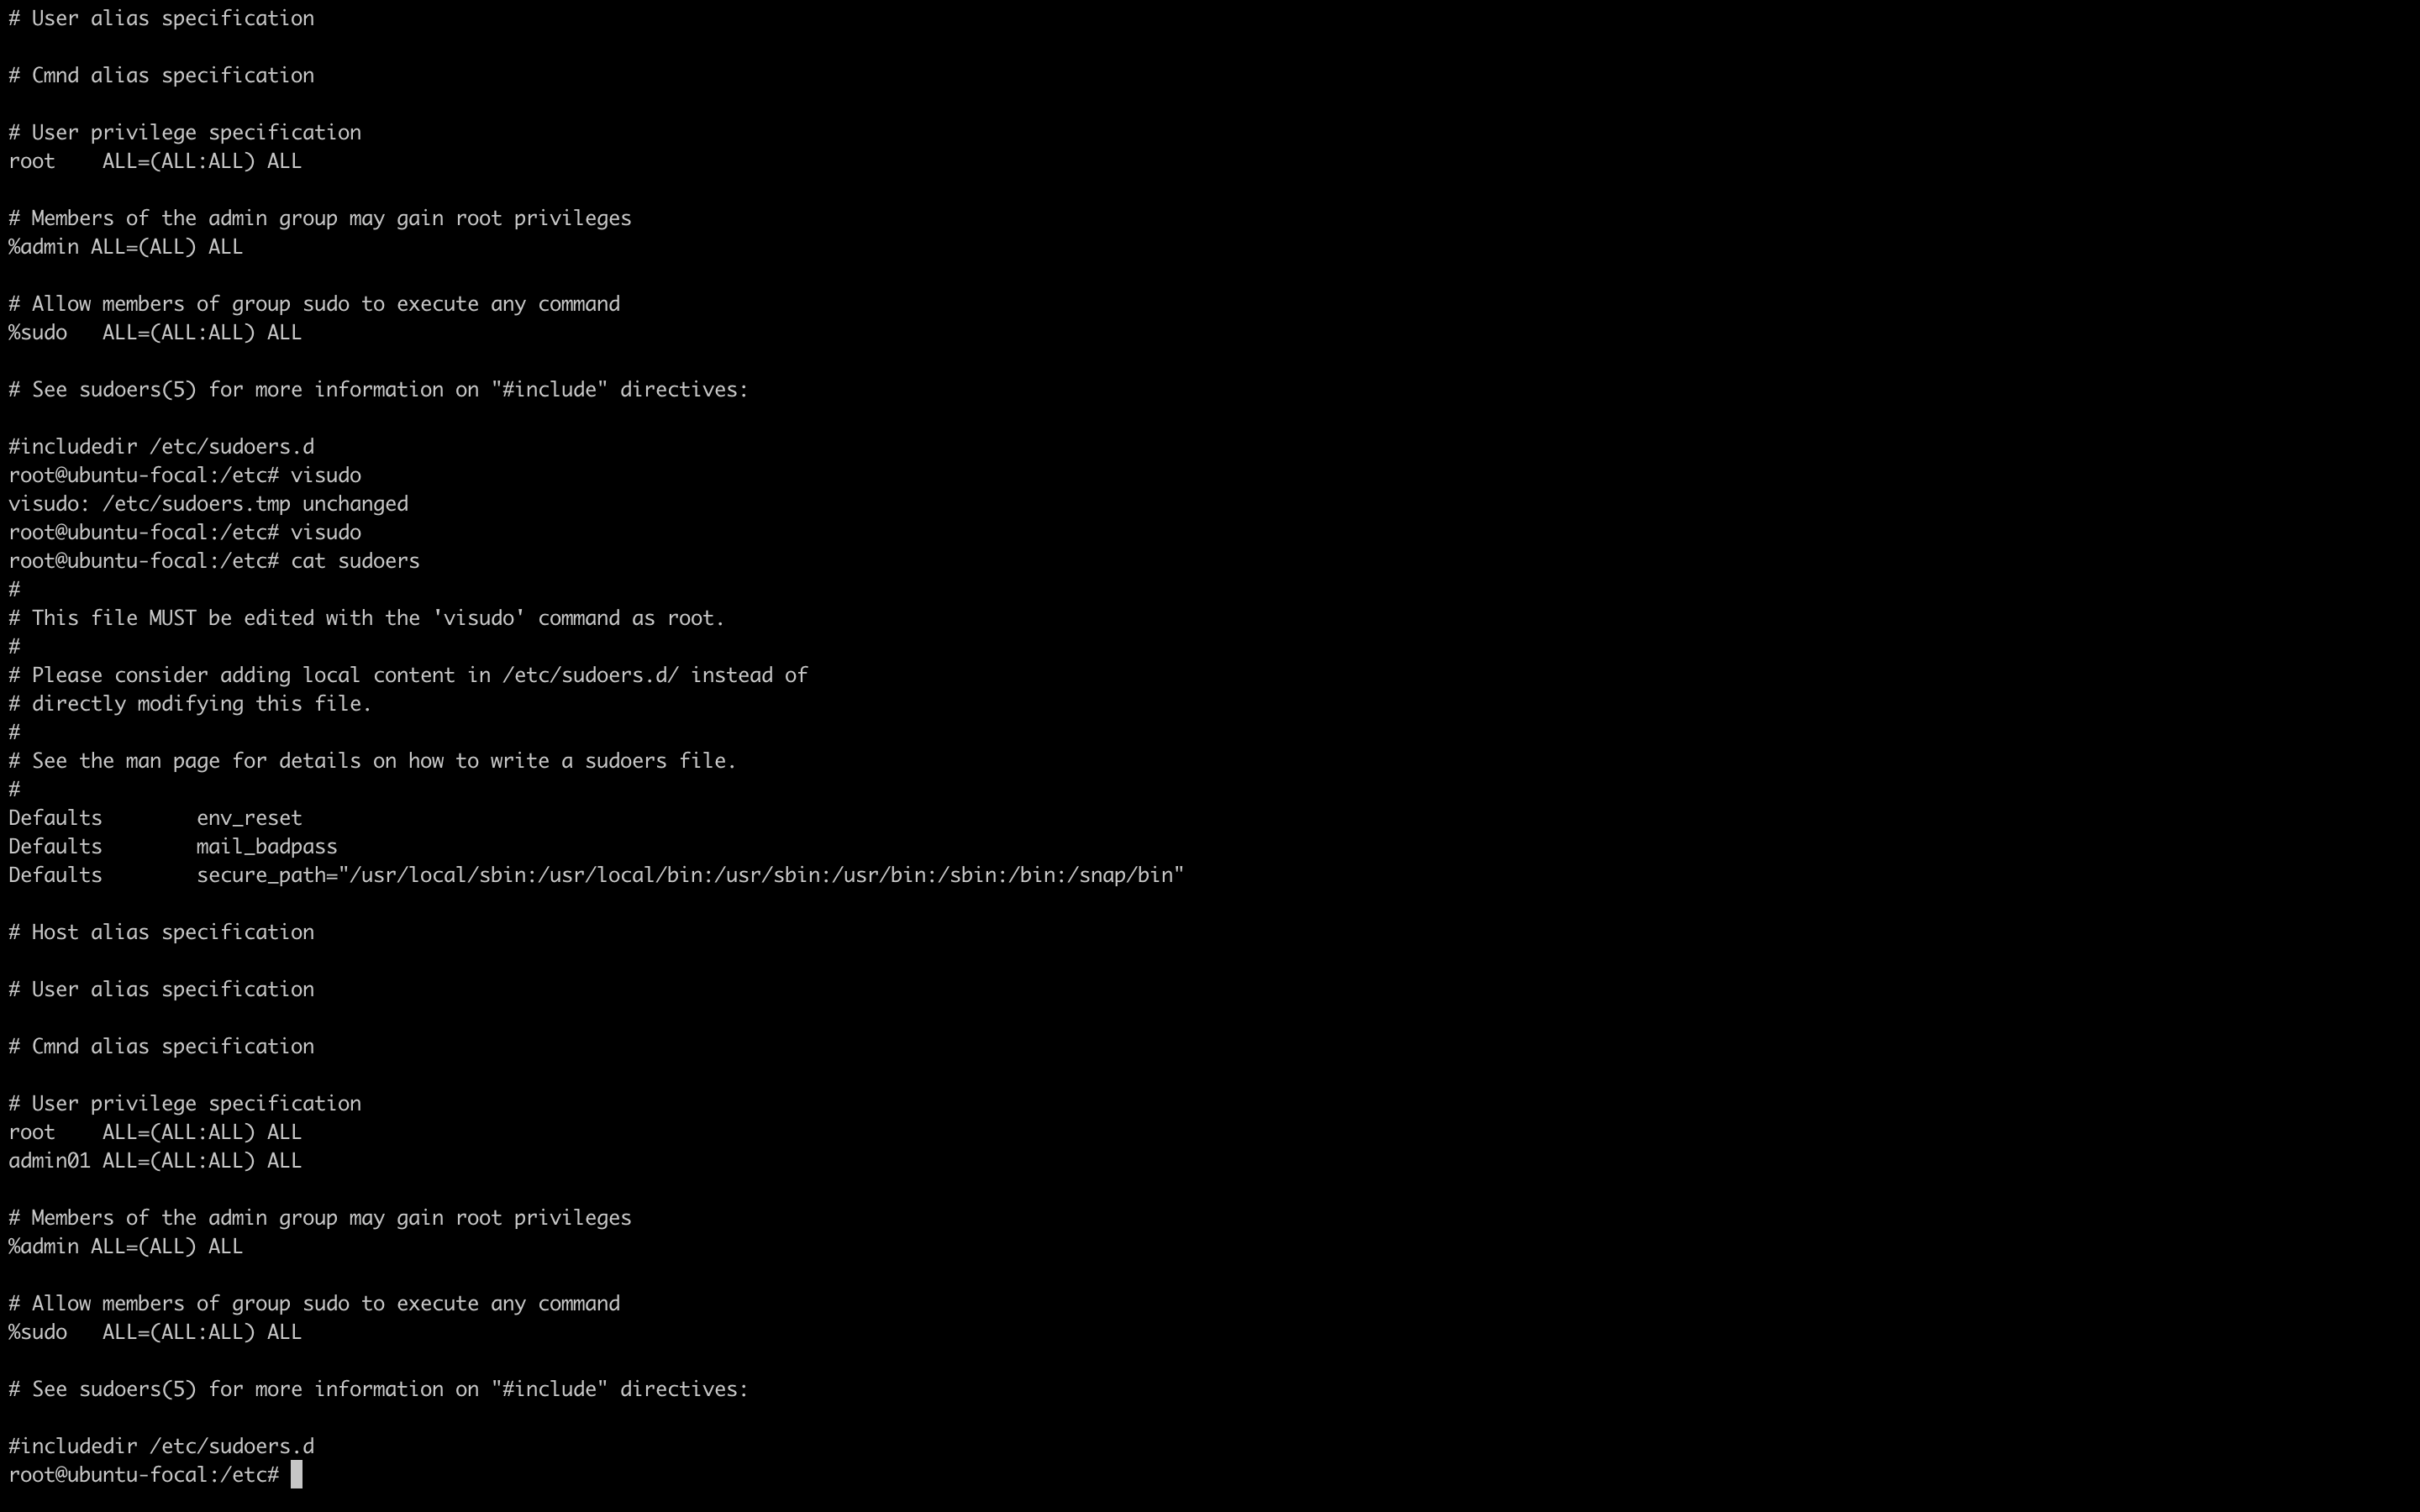 # User alias specification

# Cmnd alias specification

# User privilege specification
root    ALL=(ALL:ALL) ALL

# Members of the admin group may gain root privileges
%admin ALL=(ALL) ALL

# Allow members of group sudo to execute any command
%sudo   ALL=(ALL:ALL) ALL

# See sudoers(5) for more information on "#include" directives:

#includedir /etc/sudoers.d
root@ubuntu-focal:/etc# visudo
visudo: /etc/sudoers.tmp unchanged
root@ubuntu-focal:/etc# visudo
root@ubuntu-focal:/etc# cat sudoers
#
# This file MUST be edited with the 'visudo' command as root.
#
# Please consider adding local content in /etc/sudoers.d/ instead of
# directly modifying this file.
#
# See the man page for details on how to write a sudoers file.
#
Defaults        env_reset
Defaults        mail_badpass
Defaults        secure_path="/usr/local/sbin:/usr/local/bin:/usr/sbin:/usr/bin:/sbin:/bin:/snap/bin"

# Host alias specification

# User alias specification

# Cmnd alias specification

# User privilege specification
root    ALL=(ALL:ALL) ALL
admin01 ALL=(ALL:ALL) ALL

# Members of the admin group may gain root privileges
%admin ALL=(ALL) ALL

# Allow members of group sudo to execute any command
%sudo   ALL=(ALL:ALL) ALL

# See sudoers(5) for more information on "#include" directives:

#includedir /etc/sudoers.d
root@ubuntu-focal:/etc#